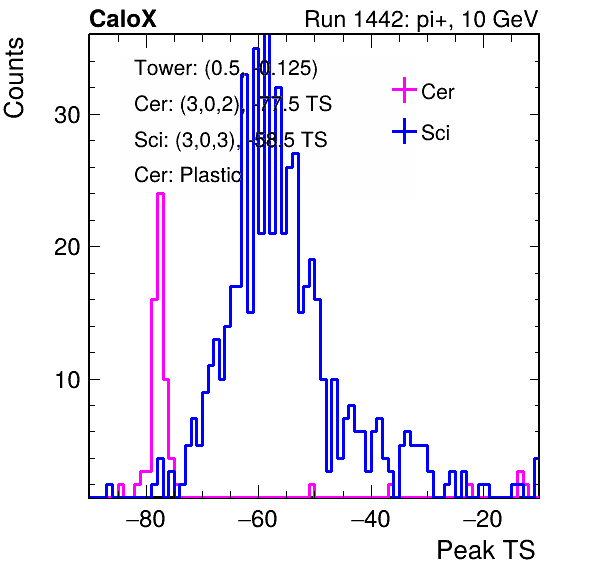 CaloX Run 1442: pi+, 10 GeV
Counts
Tower: (0.5, -0.125)
Cer: (3,0,2), -77.5 TS
Sci: (3,0,3), -58.5 TS
Cer: Plastic
Cer
Sci
30
20
10
−80 −60 −40 −20
Peak TS